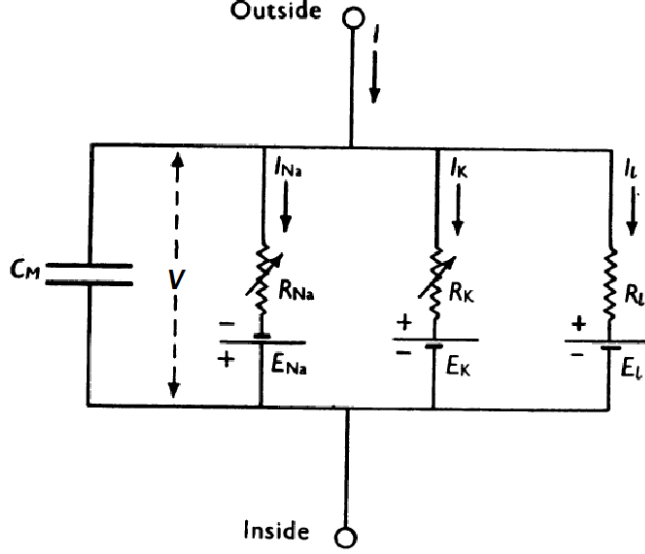 Outside
I
I_Na I_K I_l
C_M V R_Na R_K R_l
− + +
+ − −
E_Na E_K E_l
Inside